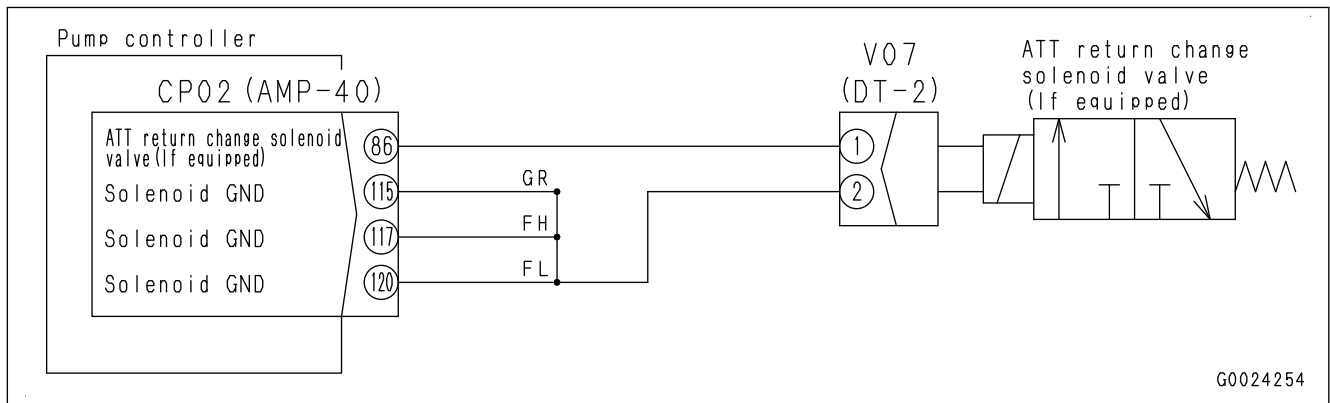 Pump controller
CP02 (AMP-40)
ATT return change solenoid
valve(If equipped)
86
Solenoid GND
115
GR
Solenoid GND
117
FH
Solenoid GND
120
FL
V07
(DT-2)
1
2
ATT return change
solenoid valve
(If equipped)
G0024254